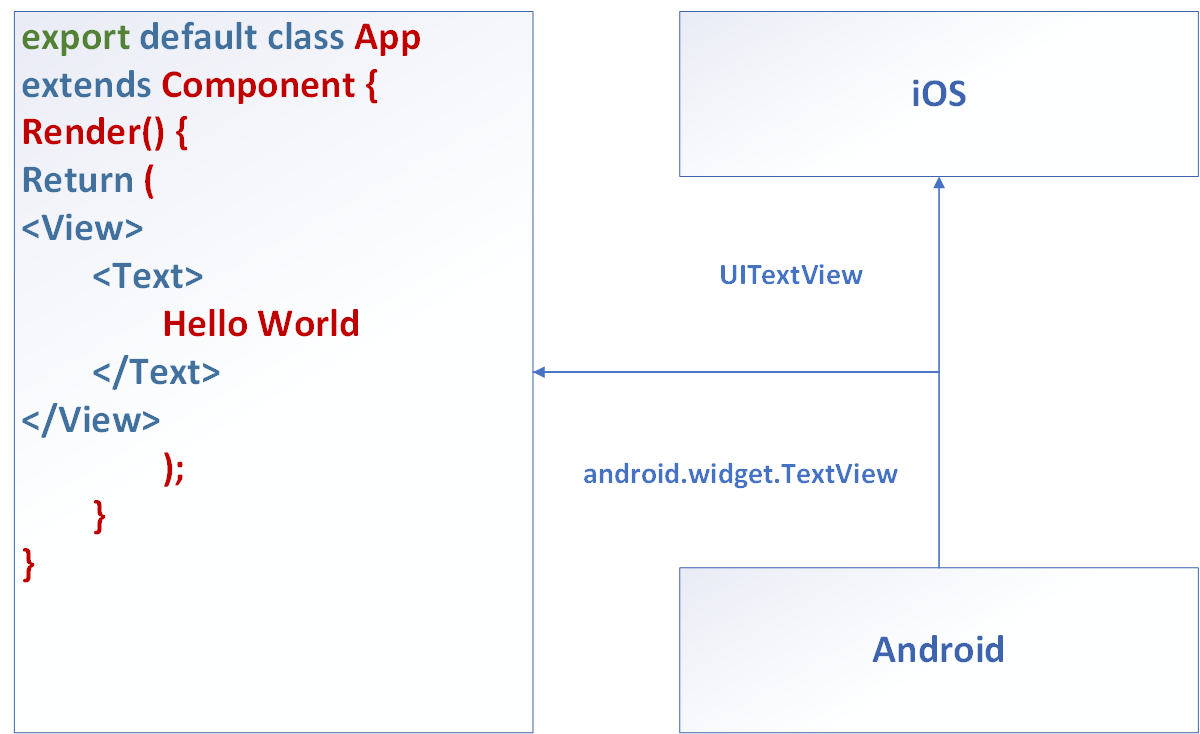 export default class App
extends Component {
Render() {
Return (
<View>
<Text>
Hello World
</Text>
</View>
);
}
}
iOS
UITextView
android.widget.TextView
Android